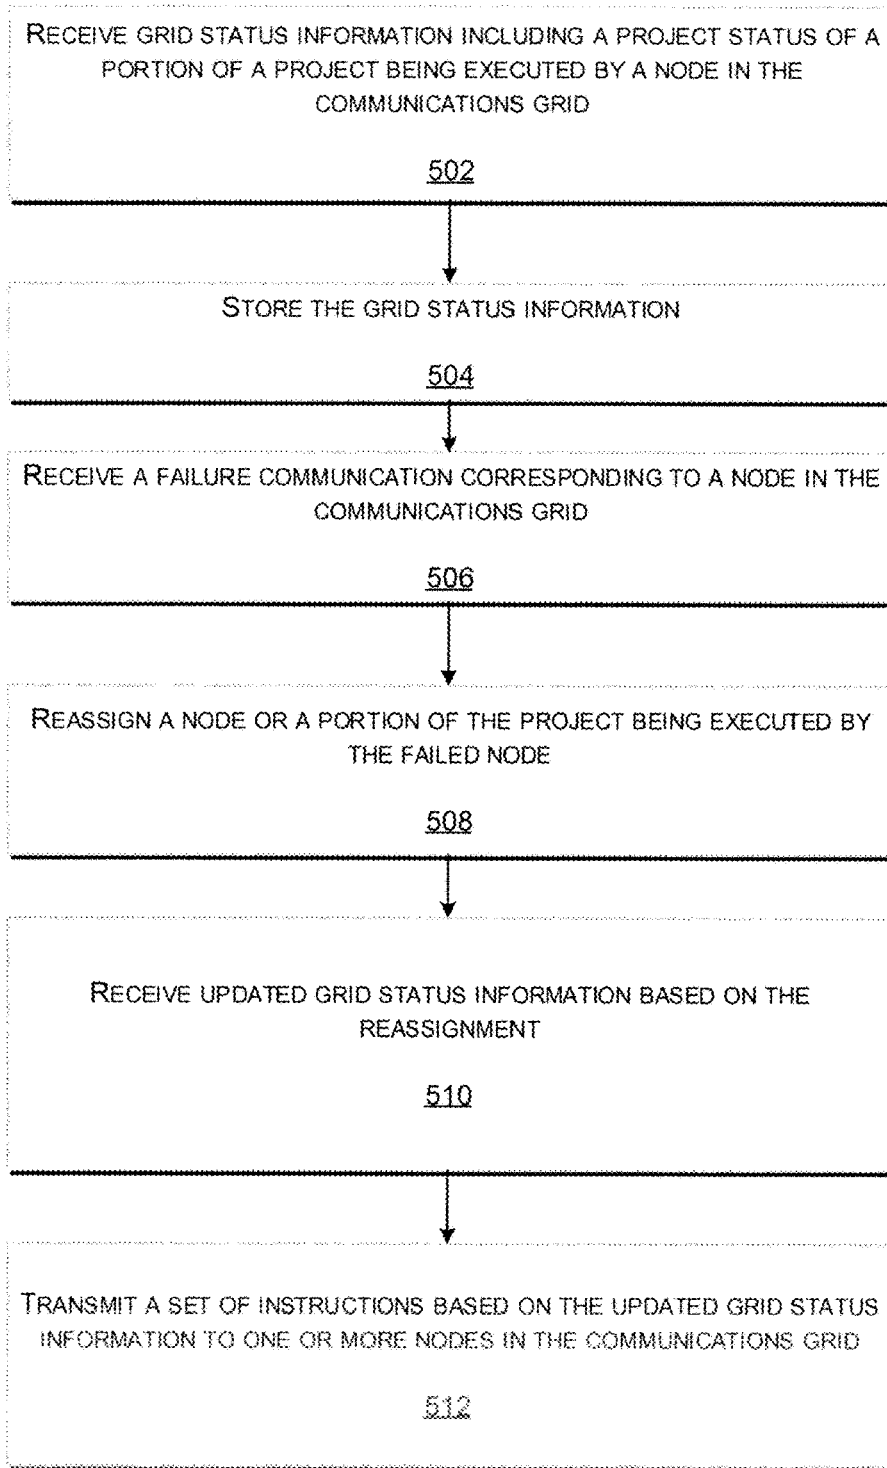 RECEIVE GRID STATUS INFORMATION INCLUDING A PROJECT STATUS OF A
PORTION OF A PROJECT BEING EXECUTED BY A NODE IN THE
COMMUNICATIONS GRID
502
STORE THE GRID STATUS INFORMATION
504
RECEIVE A FAILURE COMMUNICATION CORRESPONDING TO A NODE IN THE
COMMUNICATIONS GRID
506
REASSIGN A NODE OR A PORTION OF THE PROJECT BEING EXECUTED BY
THE FAILED NODE
508
RECEIVE UPDATED GRID STATUS INFORMATION BASED ON THE
REASSIGNMENT
510
TRANSMIT A SET OF INSTRUCTIONS BASED ON THE UPDATED GRID STATUS
INFORMATION TO ONE OR MORE NODES IN THE COMMUNICATIONS GRID
512